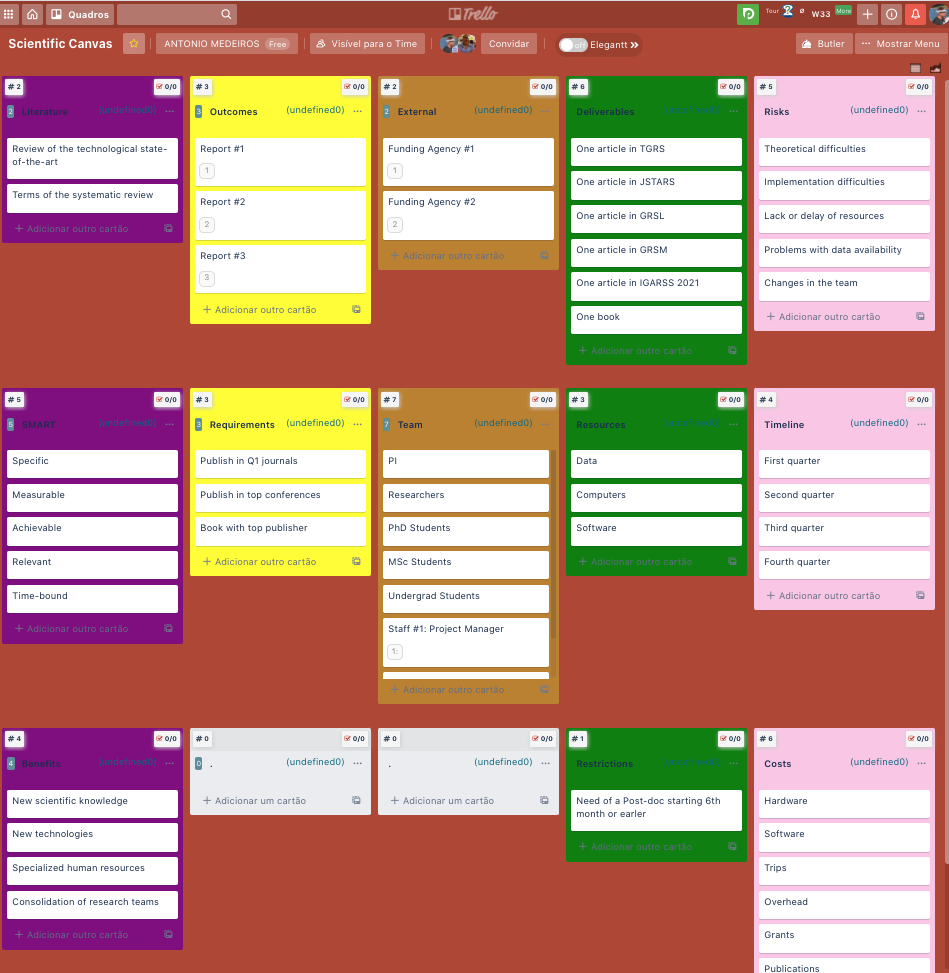 Quadros
Trello
Tour
W33
More
Scientific Canvas
ANTONIO MEDEIROS Free
Visível para o Time
Convidar
off Elegantt »
Butler
··· Mostrar Menu
# 2
0/0
2 Literature (undefined0) ···
Review of the technological state-
of-the-art
Terms of the systematic review
+ Adicionar outro cartão
# 3
0/0
3 Outcomes (undefined0) ···
Report #1
1
Report #2
2
Report #3
3
+ Adicionar outro cartão
# 2
0/0
2 External (undefined0) ···
Funding Agency #1
1
Funding Agency #2
2
+ Adicionar outro cartão
# 6
0/0
Deliverables (undefined0) ···
One article in TGRS
One article in JSTARS
One article in GRSL
One article in GRSM
One article in IGARSS 2021
One book
+ Adicionar outro cartão
# 5
0/0
Risks (undefined0) ···
Theoretical difficulties
Implementation difficulties
Lack or delay of resources
Problems with data availability
Changes in the team
+ Adicionar outro cartão
# 5
0/0
5 SMART (undefined0) ···
Specific
Measurable
Achievable
Relevant
Time-bound
+ Adicionar outro cartão
# 3
0/0
3 Requirements (undefined0) ···
Publish in Q1 journals
Publish in top conferences
Book with top publisher
+ Adicionar outro cartão
# 7
0/0
7 Team (undefined0) ···
PI
Researchers
PhD Students
MSc Students
Undergrad Students
Staff #1: Project Manager
1:
+ Adicionar outro cartão
# 3
0/0
Resources (undefined0) ···
Data
Computers
Software
+ Adicionar outro cartão
# 4
0/0
Timeline (undefined0) ···
First quarter
Second quarter
Third quarter
Fourth quarter
+ Adicionar outro cartão
# 4
0/0
4 Benefits (undefined0) ···
New scientific knowledge
New technologies
Specialized human resources
Consolidation of research teams
+ Adicionar outro cartão
# 0
0/0
0 . (undefined0) ···
+ Adicionar um cartão
# 0
0/0
. (undefined0) ···
+ Adicionar um cartão
# 1
0/0
Restrictions (undefined0) ···
Need of a Post-doc starting 6th
month or earler
+ Adicionar outro cartão
# 6
0/0
Costs (undefined0) ···
Hardware
Software
Trips
Overhead
Grants
Publications